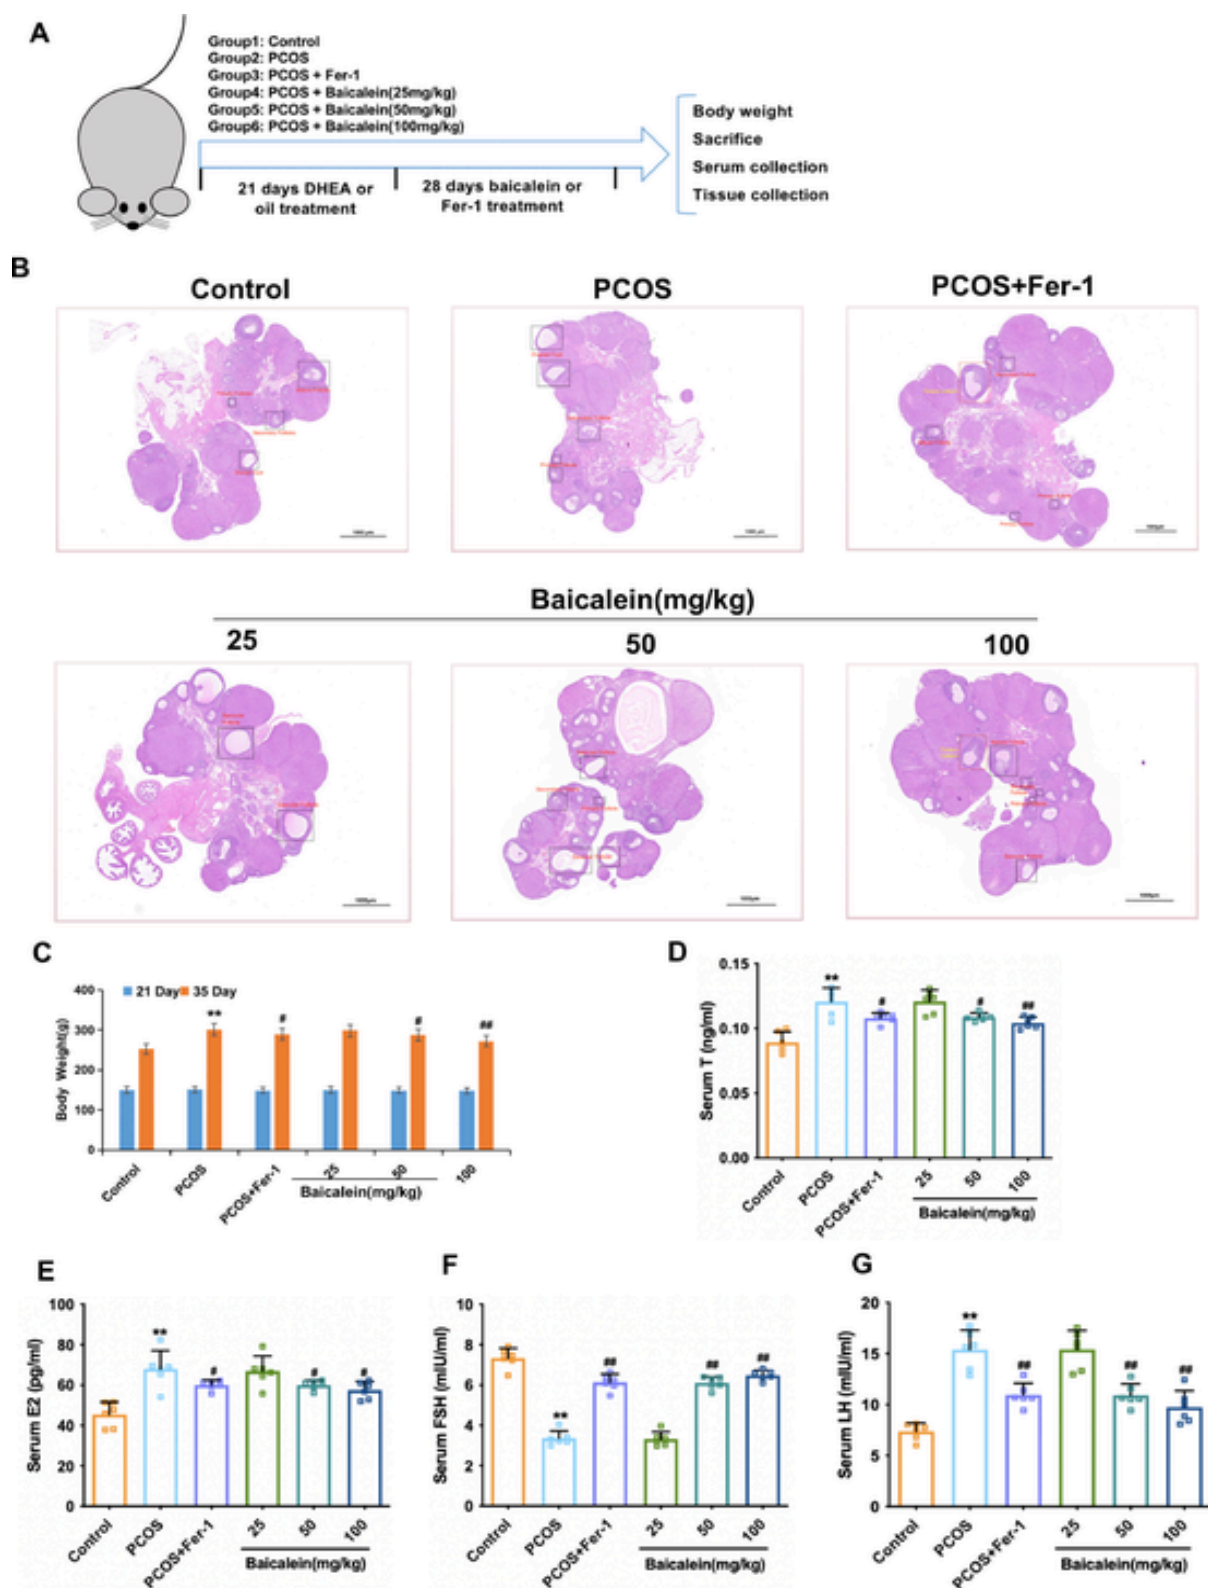 A
Group1: Control
Group2: PCOS
Group3: PCOS + Fer-1
Group4: PCOS + Baicalein(25mg/kg)
Group5: PCOS + Baicalein(50mg/kg)
Group6: PCOS + Baicalein(100mg/kg)
21 days DHEA or
oil treatment
28 days baicalein or
Fer-1 treatment
Body weight
Sacrifice
Serum collection
Tissue collection
B
Control
PCOS
PCOS+Fer-1
Baicalein(mg/kg)
25
50
100
C
21 Day
35 Day
Body Weight(g)
400
300
200
100
0
**
#
#
##
Control
PCOS
PCOS+Fer-1
25
50
100
Baicalein(mg/kg)
D
Serum T (ng/ml)
0.15
0.10
0.05
0.00
**
#
#
##
Control
PCOS
PCOS+Fer-1
25
50
100
Baicalein(mg/kg)
E
Serum E2 (pg/ml)
100
80
60
40
20
0
**
#
#
#
Control
PCOS
PCOS+Fer-1
25
50
100
Baicalein(mg/kg)
F
Serum FSH (mIU/ml)
8
6
4
2
0
**
##
##
##
Control
PCOS
PCOS+Fer-1
25
50
100
Baicalein(mg/kg)
G
Serum LH (mIU/ml)
20
15
10
5
0
**
##
##
##
Control
PCOS
PCOS+Fer-1
25
50
100
Baicalein(mg/kg)